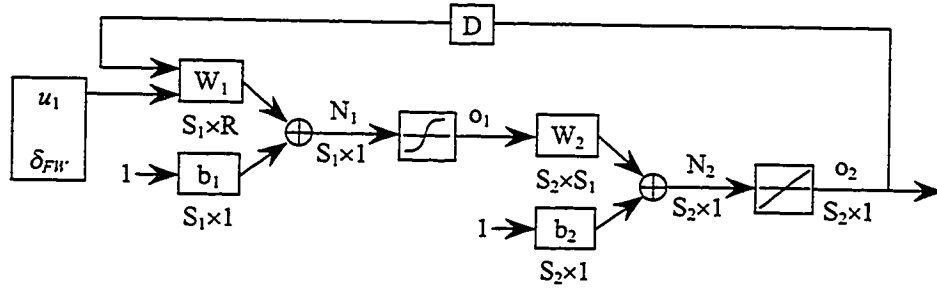 D
u₁
δ_FW
W₁
S₁×R
1
b₁
S₁×1
N₁
S₁×1
o₁
W₂
S₂×S₁
1
b₂
S₂×1
N₂
S₂×1
o₂
S₂×1